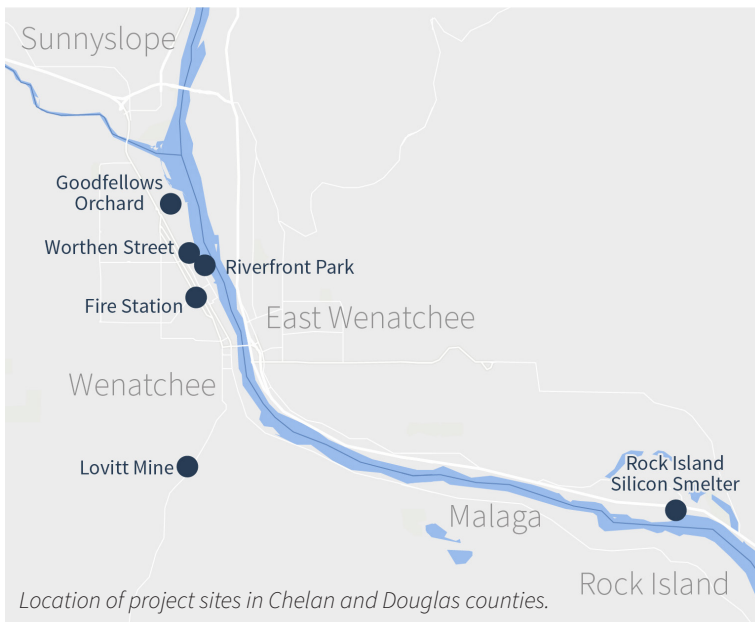 Sunnyslope
Goodfellows
Orchard
Worthen Street
Riverfront Park
Fire Station
East Wenatchee
Wenatchee
Lovitt Mine
Rock Island
Silicon Smelter
Malaga
Rock Island
Location of project sites in Chelan and Douglas counties.